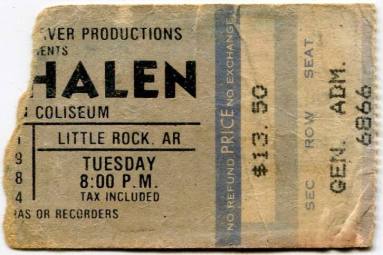 VER PRODUCTIONS
ENTS
HALEN
COLISEUM
LITTLE ROCK, AR
1
9
8
4
TUESDAY
8:00 P.M.
TAX INCLUDED
AS OR RECORDERS
NO REFUND PRICE NO EXCHANGE
$13.50
SEC ROW SEAT
GEN. ADM.
6866